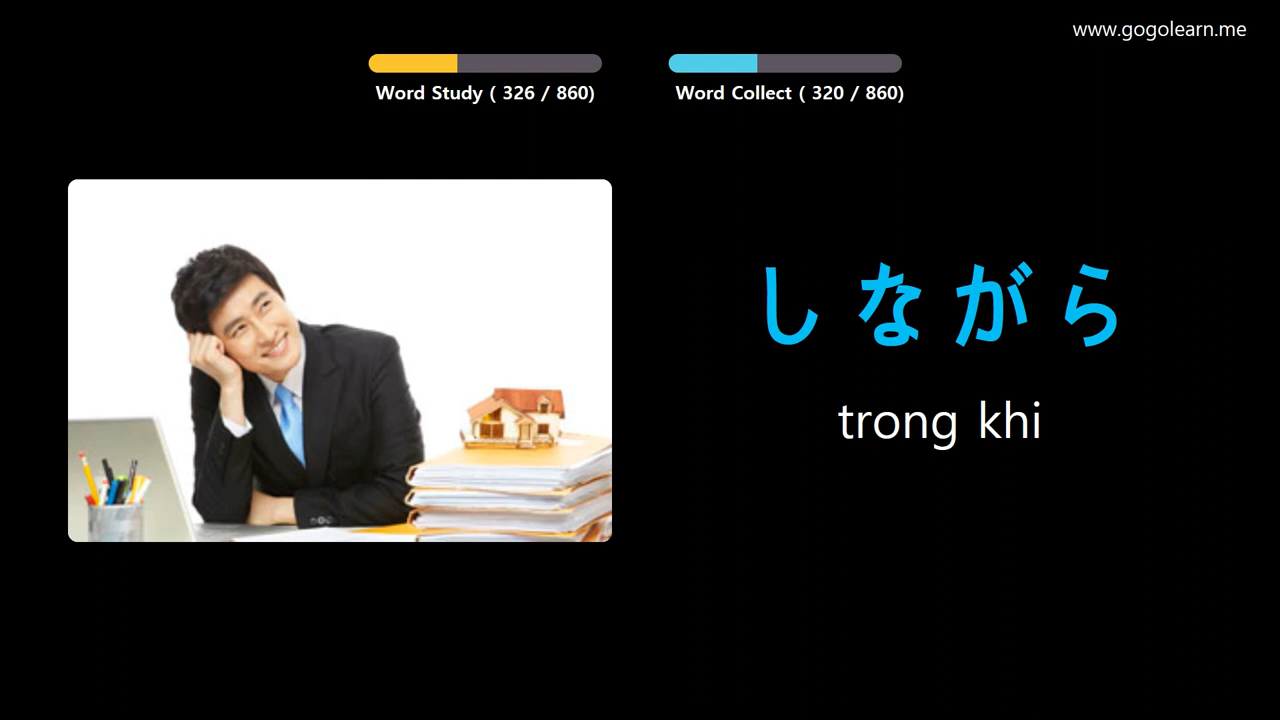 www.gogolearn.me
Word Study ( 326 / 860)
Word Collect ( 320 / 860)
しながら
trong khi